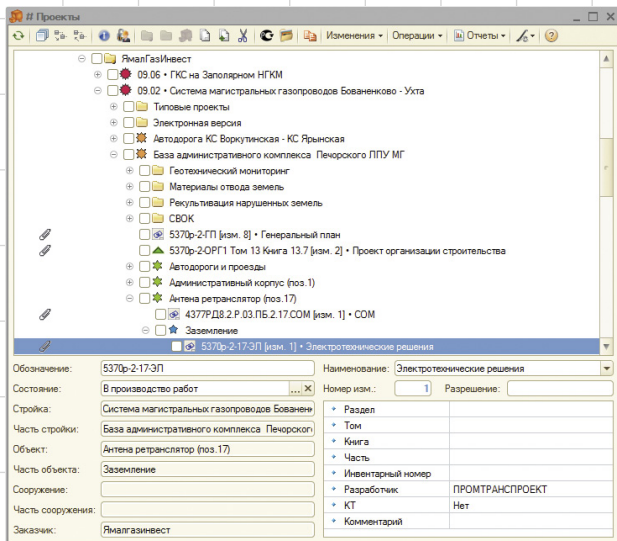 # Проекты
Изменения Операции Отчеты
ЯмалГазИнвест
09.06 • ГКС на Заполярном НГКМ
09.02 • Система магистральных газопроводов Бованенково - Ухта
Типовые проекты
Электронная версия
Автодорога КС Воркутинская - КС Ярынская
База административного комплекса Печорского ЛПУ МГ
Геотехнический мониторинг
Материалы отвода земель
Рекультивация нарушенных земель
СВОК
5370р-2-ГП [изм. 8] • Генеральный план
5370р-2-ОРГ1 Том 13 Книга 13.7 [изм. 2] • Проект организации строительства
Автодороги и проезды
Административный корпус (поз.1)
Антена ретранслятор (поз.17)
4377РД8.2.Р.03.ПБ.2.17.СОМ [изм. 1] • СОМ
Заземление
5370р-2-17-ЭЛ [изм. 1] • Электротехнические решения
Обозначение: 5370р-2-17-ЭЛ Наименование: Электротехнические решения
Состояние: В производство работ ... × Номер изм.: 1 Разрешение:
Стройка: Система магистральных газопроводов Бованенк
Часть стройки: База административного комплекса Печорског
Объект: Антена ретранслятор (поз.17)
Часть объекта: Заземление
Сооружение:
Часть сооружения:
Заказчик: Ямалгазинвест
Раздел
Том
Книга
Часть
Инвентарный номер
Разработчик ПРОМТРАНСПРОЕКТ
КТ Нет
Комментарий